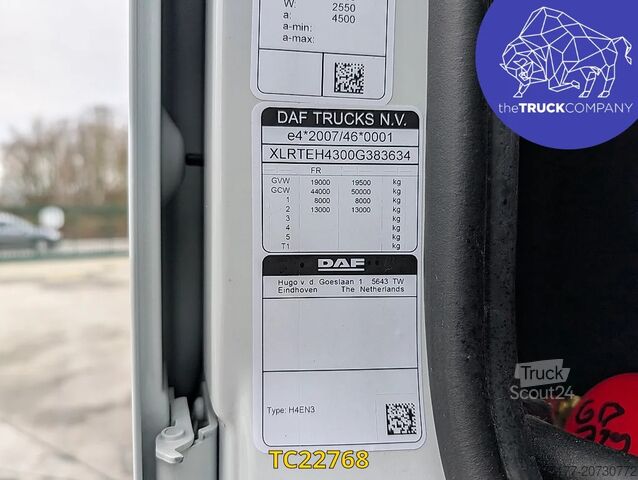 W: 2550
a: 4500
a-min:
a-max:
theTRUCKCOMPANY
DAF TRUCKS N.V.
e4*2007/46*0001
XLRTEH4300G383634
FR
GVW 19000 19500 kg
GCW 44000 50000 kg
1 8000 8000 kg
2 13000 13000 kg
3 kg
4 kg
5 kg
T1 kg
DAF
Hugo v. d. Goeslaan 1 5643 TW
Eindhoven The Netherlands
Type: H4EN3
Truck
Scout24
TC22768
177-20730772